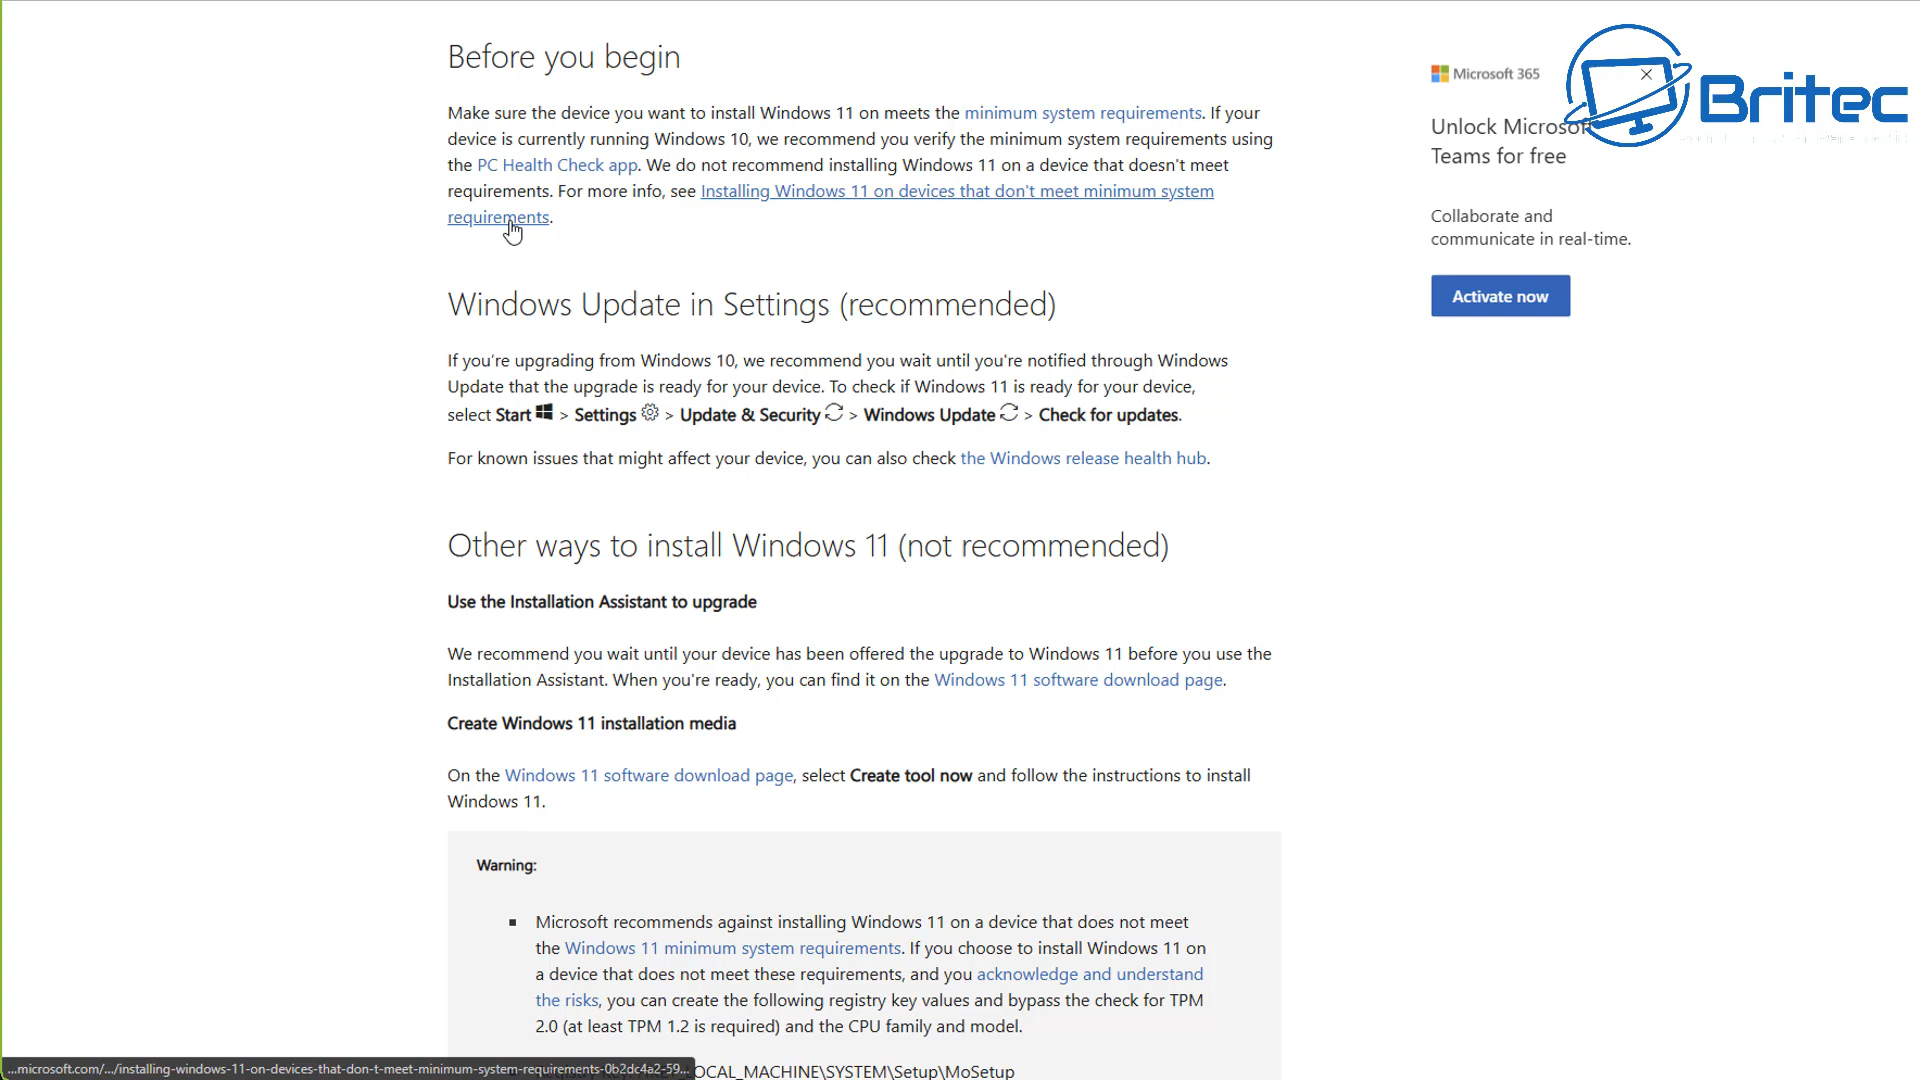 Before you begin
Make sure the device you want to install Windows 11 on meets the minimum system requirements. If your
device is currently running Windows 10, we recommend you verify the minimum system requirements using
the PC Health Check app. We do not recommend installing Windows 11 on a device that doesn't meet
requirements. For more info, see Installing Windows 11 on devices that don't meet minimum system
requirements.
Windows Update in Settings (recommended)
If you're upgrading from Windows 10, we recommend you wait until you're notified through Windows
Update that the upgrade is ready for your device. To check if Windows 11 is ready for your device,
select Start > Settings > Update & Security > Windows Update > Check for updates.
For known issues that might affect your device, you can also check the Windows release health hub.
Other ways to install Windows 11 (not recommended)
Use the Installation Assistant to upgrade
We recommend you wait until your device has been offered the upgrade to Windows 11 before you use the
Installation Assistant. When you're ready, you can find it on the Windows 11 software download page.
Create Windows 11 installation media
On the Windows 11 software download page, select Create tool now and follow the instructions to install
Windows 11.
Warning:
Microsoft recommends against installing Windows 11 on a device that does not meet
the Windows 11 minimum system requirements. If you choose to install Windows 11 on
a device that does not meet these requirements, and you acknowledge and understand
the risks, you can create the following registry key values and bypass the check for TPM
2.0 (at least TPM 1.2 is required) and the CPU family and model.
OCAL_MACHINE\SYSTEM\Setup\MoSetup
...microsoft.com/.../installing-windows-11-on-devices-that-don-t-meet-minimum-system-requirements-0b2dc4a2-59...
Microsoft 365
Unlock Microsoft
Teams for free
Collaborate and
communicate in real-time.
Activate now
Britec